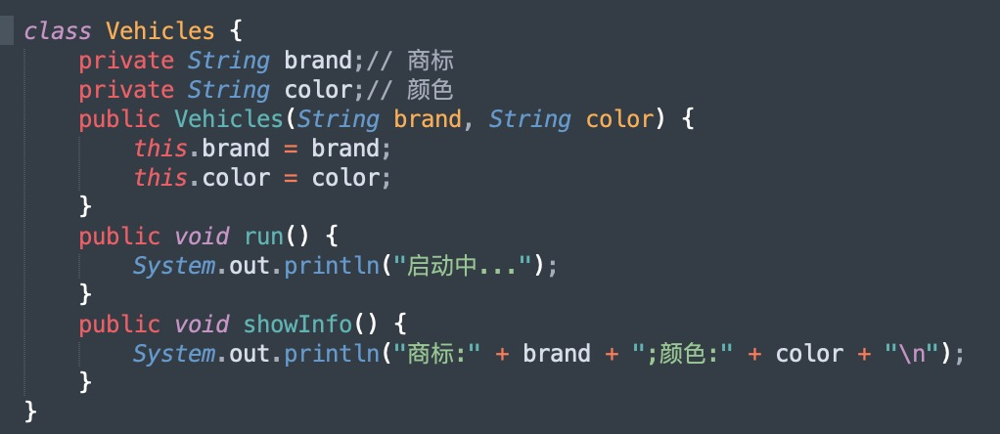 class Vehicles {
    private String brand;// 商标
    private String color;// 颜色
    public Vehicles(String brand, String color) {
        this.brand = brand;
        this.color = color;
    }
    public void run() {
        System.out.println("启动中...");
    }
    public void showInfo() {
        System.out.println("商标:" + brand + ";颜色:" + color + "\n");
    }
}